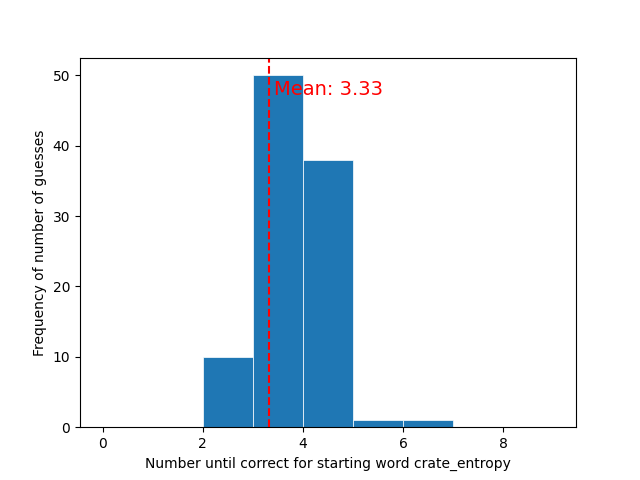 Mean: 3.33
Frequency of number of guesses
50
40
30
20
10
0
0 2 4 6 8
Number until correct for starting word crate_entropy